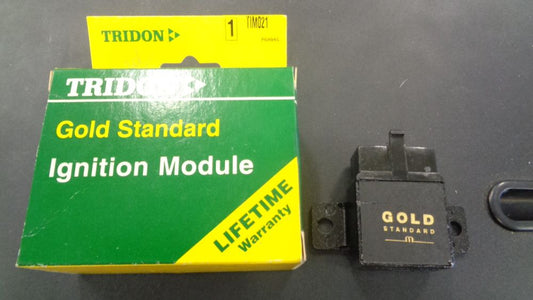 TRIDON
1
TIM021
TRIDON
Gold Standard
Ignition Module
LIFETIME
Warranty
GOLD
STANDARD